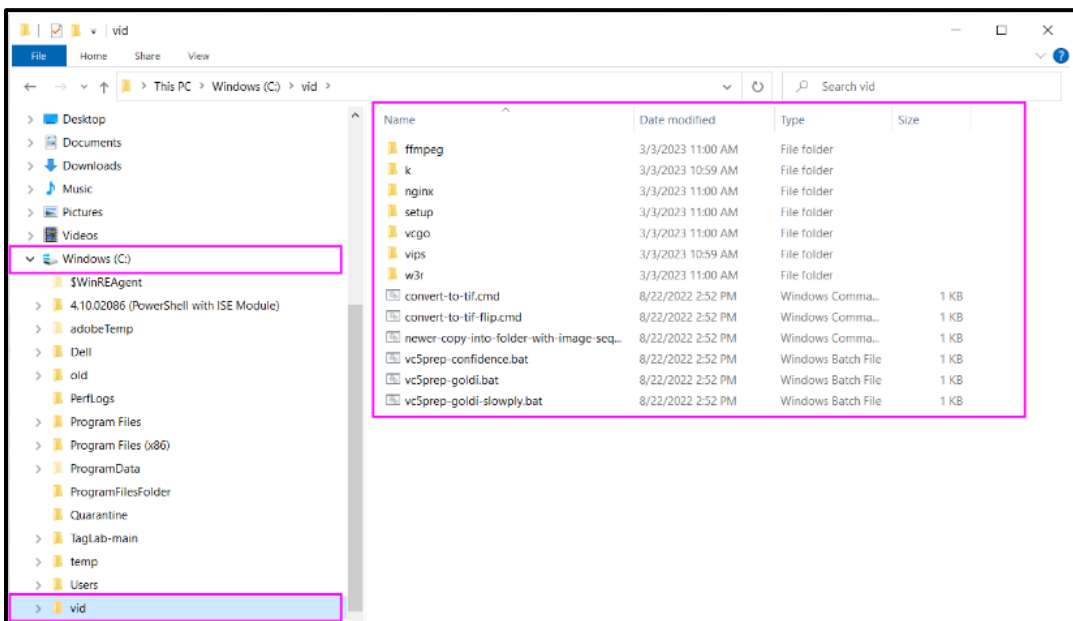 vid
File Home Share View
This PC > Windows (C:) > vid >
Search vid
Desktop
Documents
Downloads
Music
Pictures
Videos
Windows (C:)
$WinREAgent
4.10.02086 (PowerShell with ISE Module)
adobeTemp
Dell
old
PerfLogs
Program Files
Program Files (x86)
ProgramData
ProgramFilesFolder
Quarantine
TagLab-main
temp
Users
vid
Name Date modified Type Size
ffmpeg 3/3/2023 11:00 AM File folder
k 3/3/2023 10:59 AM File folder
nginx 3/3/2023 11:00 AM File folder
setup 3/3/2023 11:00 AM File folder
vcgo 3/3/2023 11:00 AM File folder
vips 3/3/2023 10:59 AM File folder
w3r 3/3/2023 11:00 AM File folder
convert-to-tif.cmd 8/22/2022 2:52 PM Windows Comma... 1 KB
convert-to-tif-flip.cmd 8/22/2022 2:52 PM Windows Comma... 1 KB
newer-copy-into-folder-with-image-seq... 8/22/2022 2:52 PM Windows Comma... 1 KB
vc5prep-confidence.bat 8/22/2022 2:52 PM Windows Batch File 1 KB
vc5prep-goldi.bat 8/22/2022 2:52 PM Windows Batch File 1 KB
vc5prep-goldi-slowply.bat 8/22/2022 2:52 PM Windows Batch File 1 KB